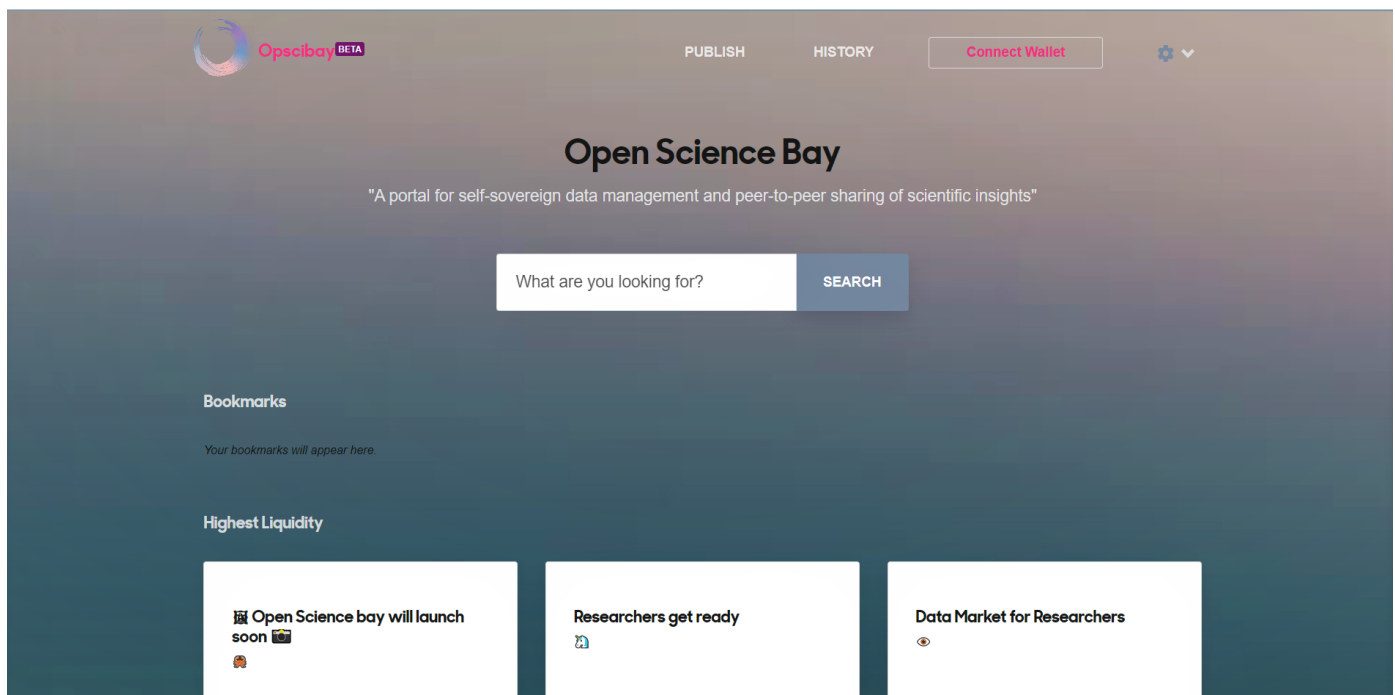 Opscibay BETA
PUBLISH
HISTORY
Connect Wallet
Open Science Bay
"A portal for self-sovereign data management and peer-to-peer sharing of scientific insights"
What are you looking for?
SEARCH
Bookmarks
Your bookmarks will appear here.
Highest Liquidity
🖼 Open Science bay will launch
soon 📸
Researchers get ready
Data Market for Researchers